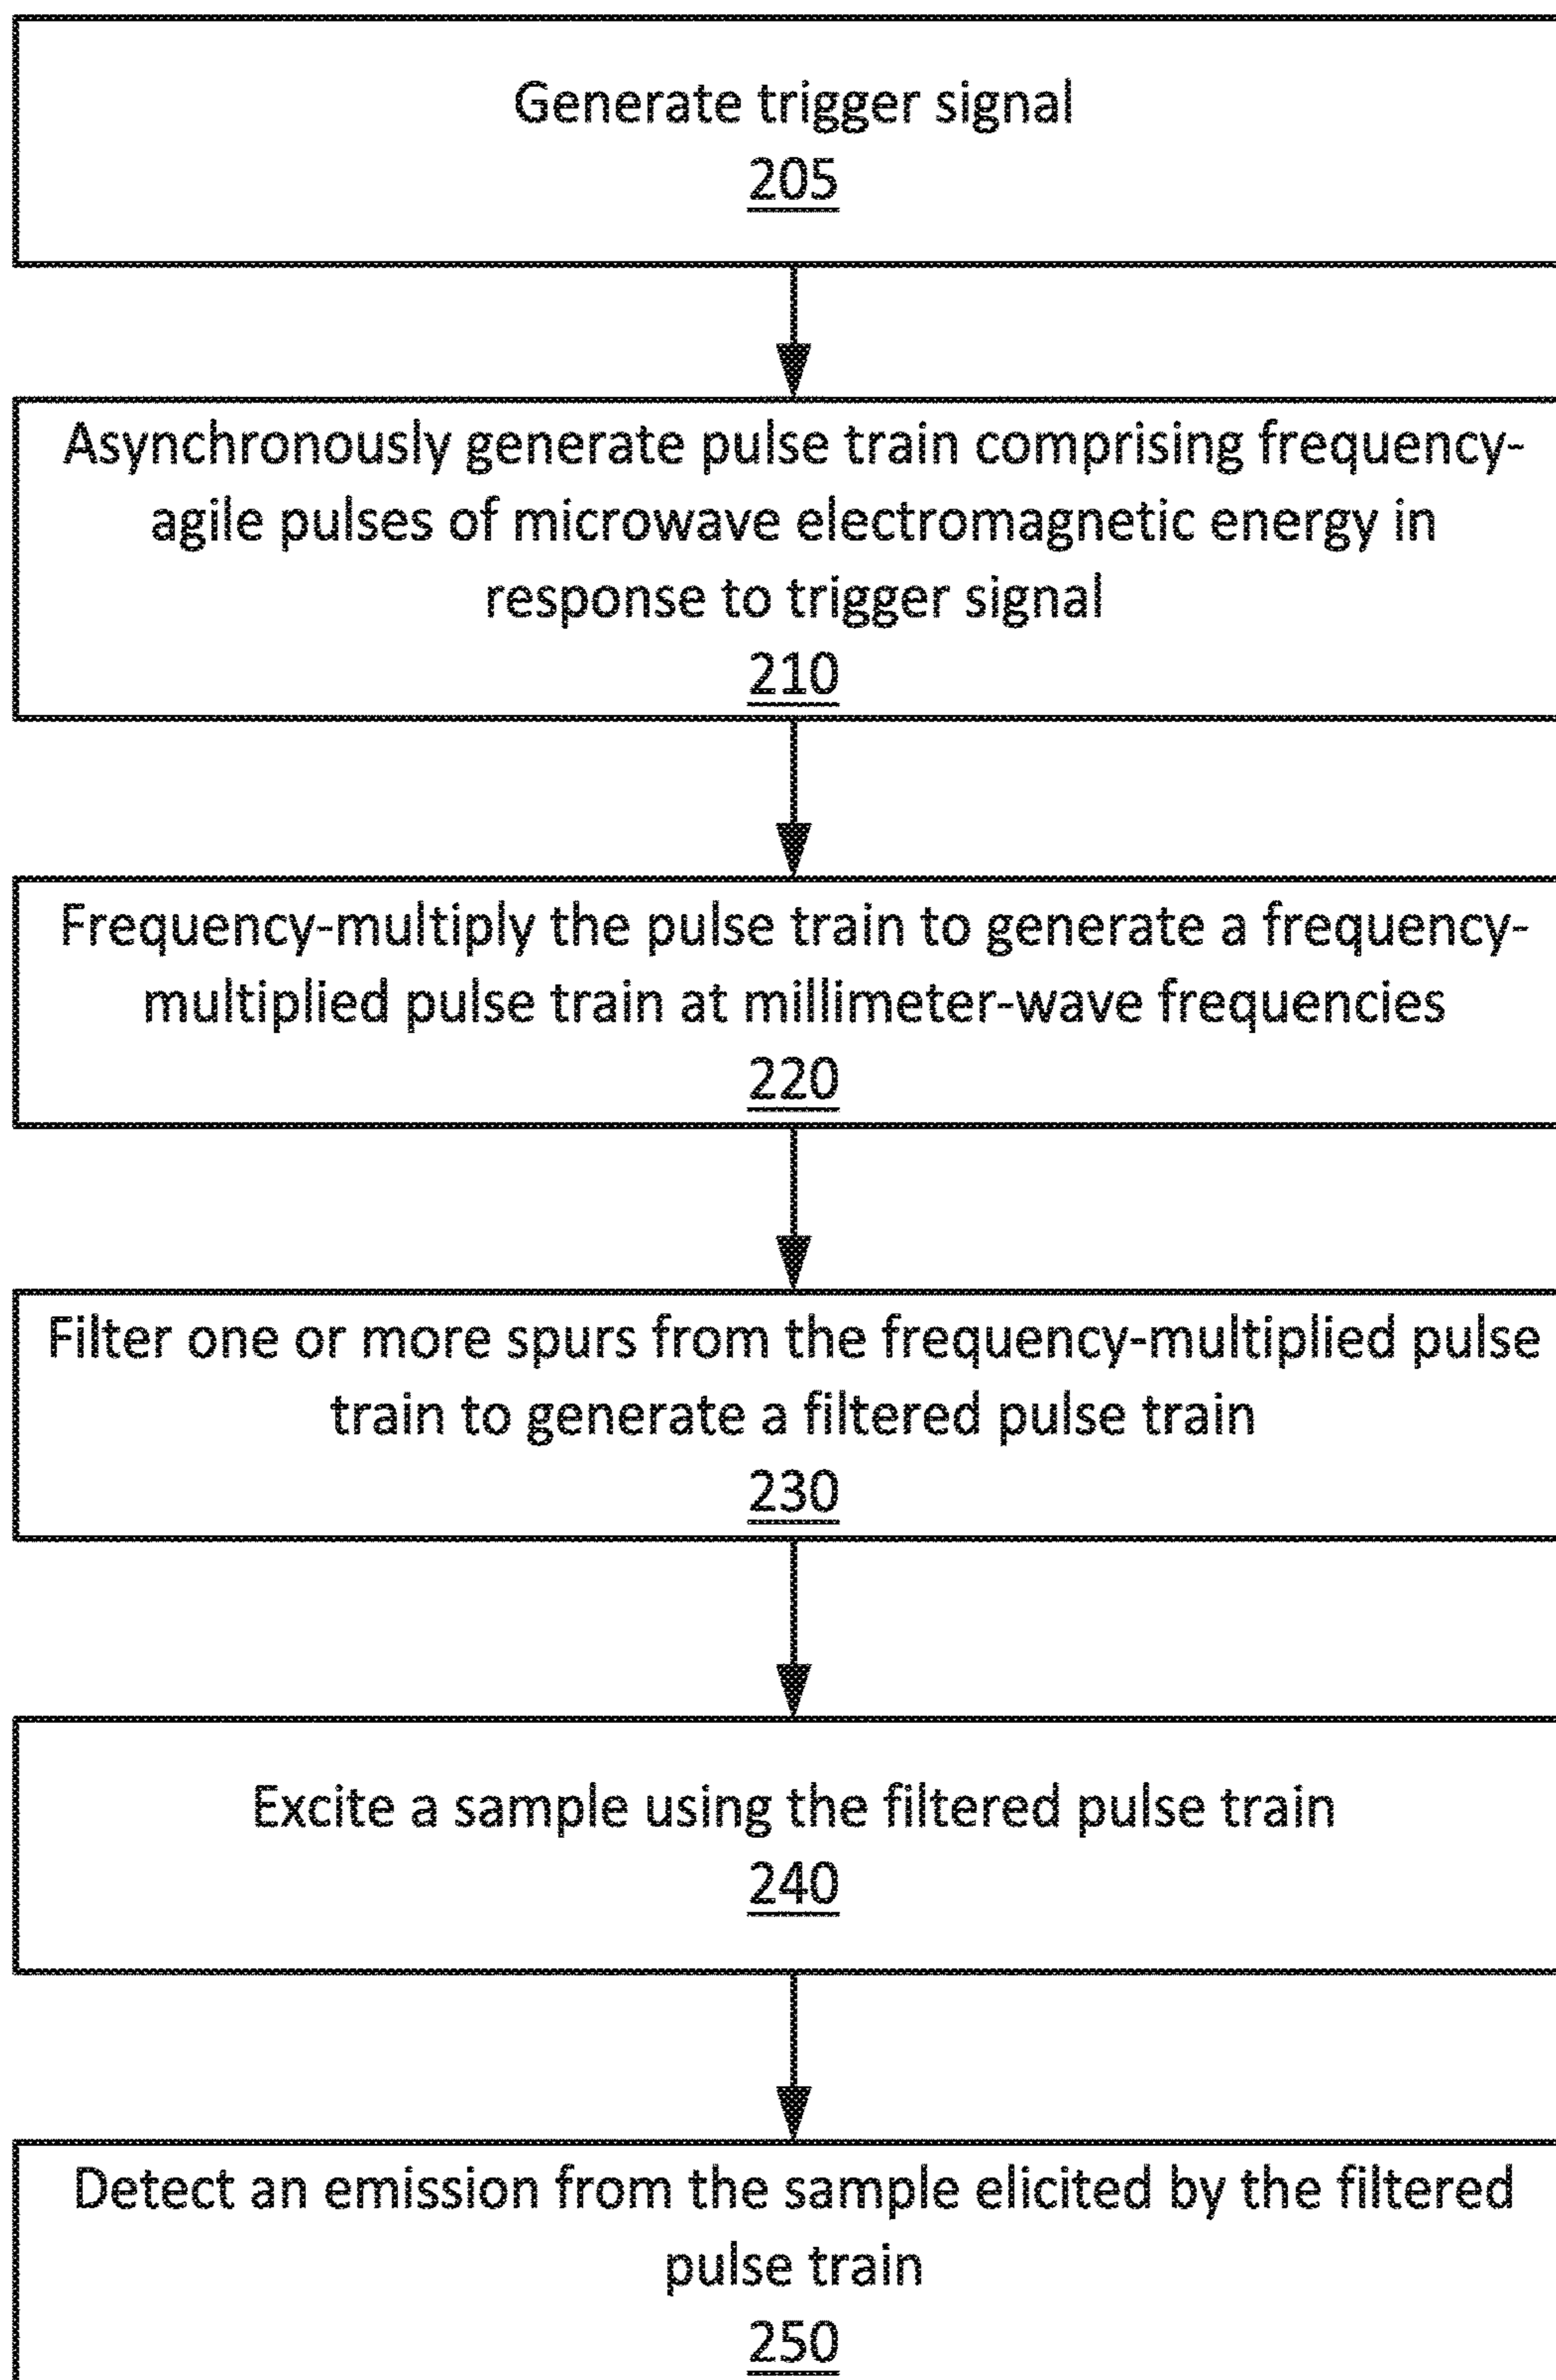 Generate trigger signal
205
Asynchronously generate pulse train comprising frequency-
agile pulses of microwave electromagnetic energy in
response to trigger signal
210
Frequency-multiply the pulse train to generate a frequency-
multiplied pulse train at millimeter-wave frequencies
220
Filter one or more spurs from the frequency-multiplied pulse
train to generate a filtered pulse train
230
Excite a sample using the filtered pulse train
240
Detect an emission from the sample elicited by the filtered
pulse train
250